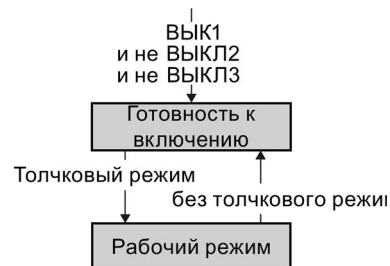 ВЫК1
и не ВЫКЛ2
и не ВЫКЛ3
Готовность к
включению
Толчковый режим
без толчкового режи
Рабочий режим